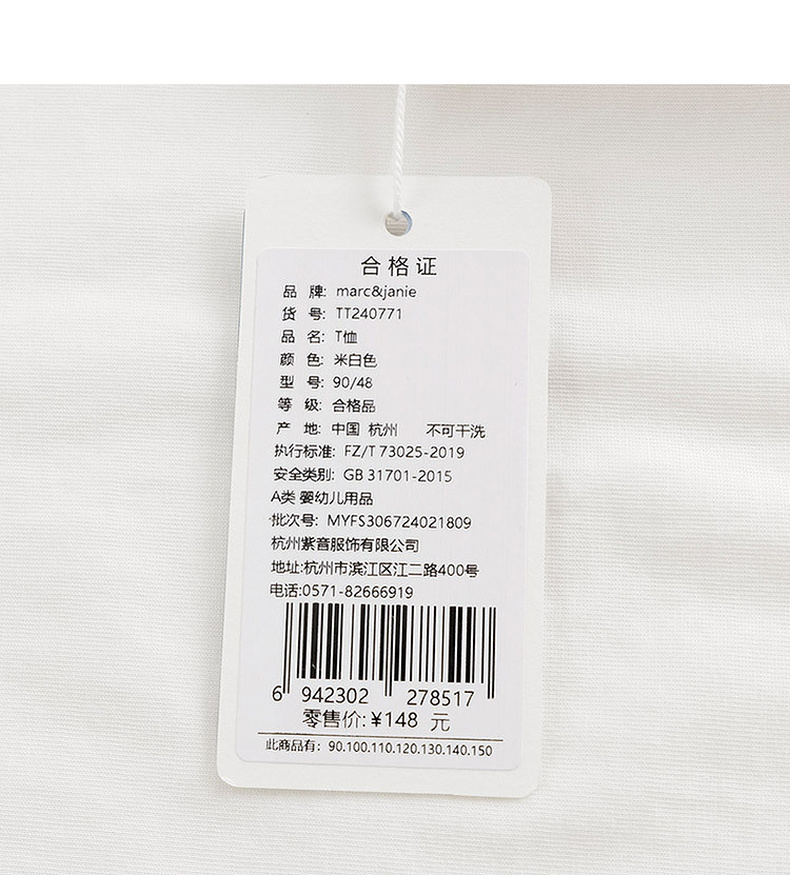 合格证
品 牌: marc&janie
货 号: TT240771
品 名: T恤
颜 色: 米白色
型 号: 90/48
等 级: 合格品
产 地: 中国 杭州 不可干洗
执行标准: FZ/T 73025-2019
安全类别: GB 31701-2015
A类 婴幼儿用品
批次号: MYFS306724021809
杭州紫音服饰有限公司
地址:杭州市滨江区江二路400号
电话:0571-82666919
6 942302 278517
零售价:¥148 元
此商品有: 90.100.110.120.130.140.150